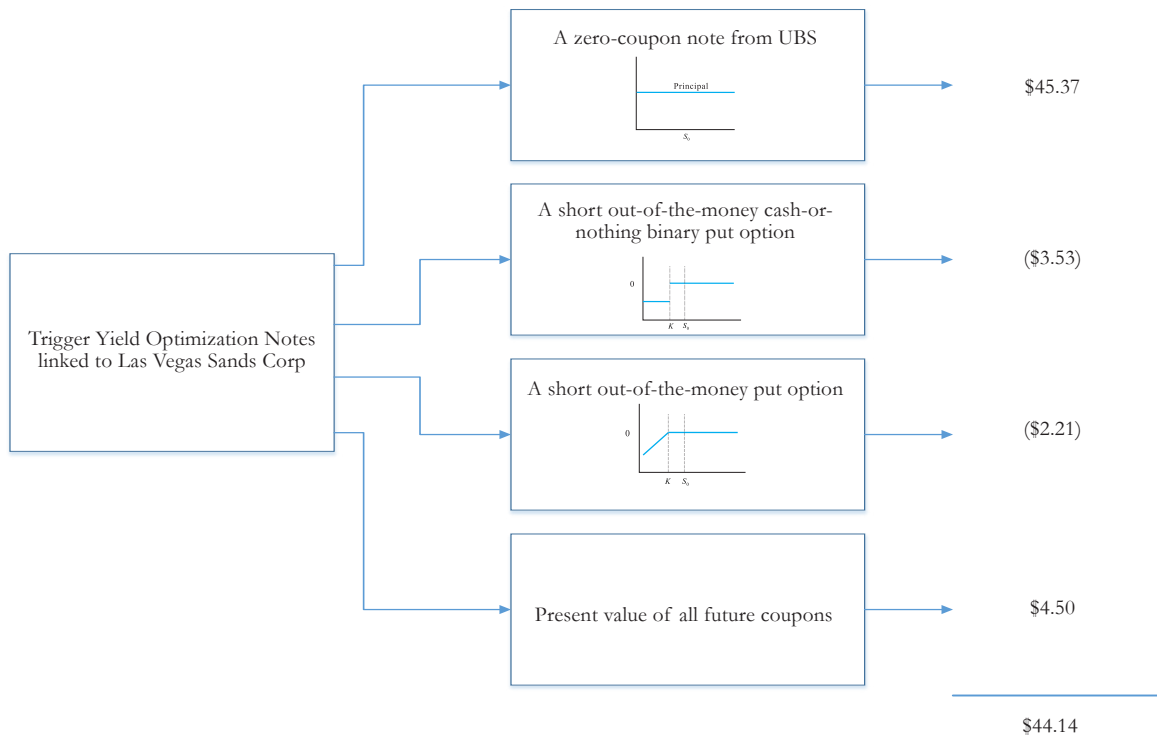 A zero-coupon note from UBS
Principal
S₀
$45.37
A short out-of-the-money cash-or-
nothing binary put option
0
K S₀
($3.53)
Trigger Yield Optimization Notes
linked to Las Vegas Sands Corp
A short out-of-the-money put option
0
K S₀
($2.21)
Present value of all future coupons
$4.50
$44.14